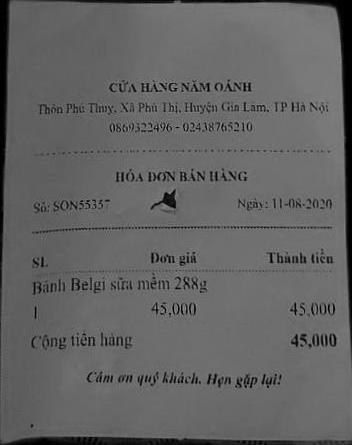 CỬA HÀNG NĂM OÁNH
Thôn Phú Thụy, Xã Phú Thị, Huyện Gia Lâm, TP Hà Nội
0869322496 - 02438765210
HÓA ĐƠN BÁN HÀNG
Số: SON55357 Ngày: 11-08-2020
SL Đơn giá Thành tiền
Bánh Belgi sữa mềm 288g
1 45,000 45,000
Cộng tiền hàng 45,000
Cám ơn quý khách. Hẹn gặp lại!